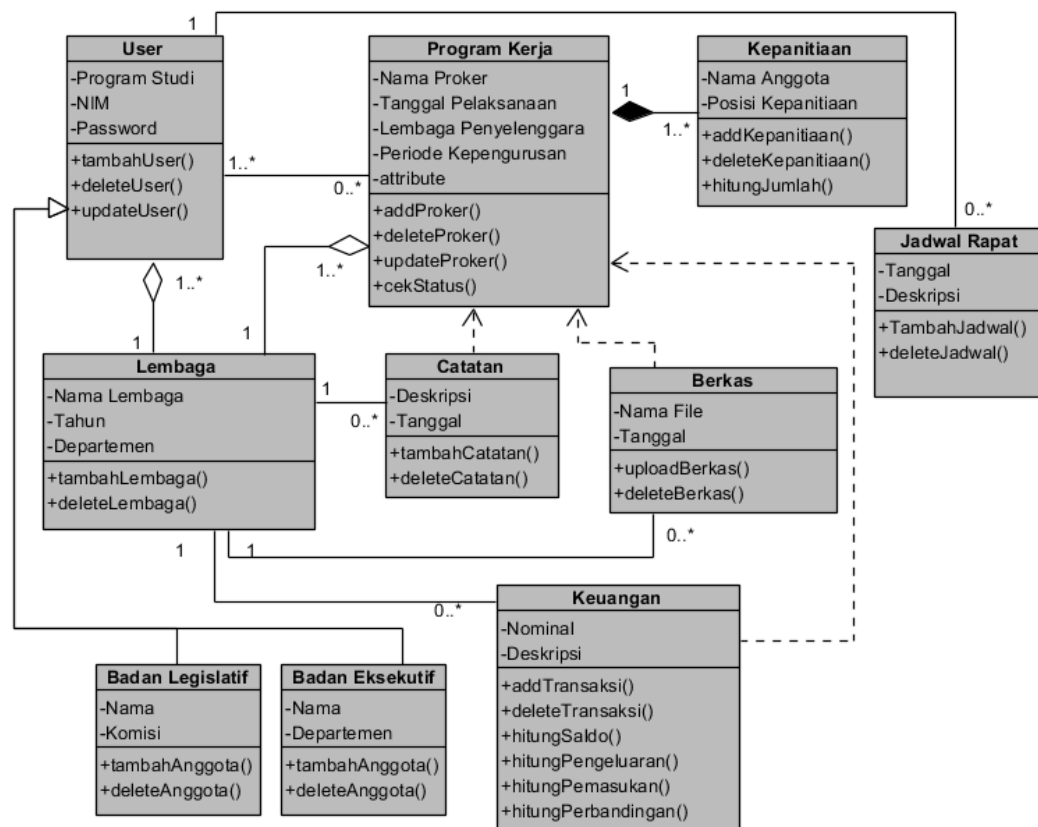 1
User
-Program Studi
-NIM
-Password
+tambahUser()
+deleteUser()
+updateUser()
1..*
0..*
Program Kerja
-Nama Proker
-Tanggal Pelaksanaan
-Lembaga Penyelenggara
-Periode Kepengurusan
-attribute
+addProker()
+deleteProker()
+updateProker()
+cekStatus()
1
1..*
Kepanitiaan
-Nama Anggota
-Posisi Kepanitiaan
+addKepanitiaan()
+deleteKepanitiaan()
+hitungJumlah()
0..*
Jadwal Rapat
-Tanggal
-Deskripsi
+TambahJadwal()
+deleteJadwal()
1..*
1
1..*
1
Lembaga
-Nama Lembaga
-Tahun
-Departemen
+tambahLembaga()
+deleteLembaga()
1
0..*
Catatan
-Deskripsi
-Tanggal
+tambahCatatan()
+deleteCatatan()
Berkas
-Nama File
-Tanggal
+uploadBerkas()
+deleteBerkas()
1
1
0..*
0..*
Keuangan
-Nominal
-Deskripsi
+addTransaksi()
+deleteTransaksi()
+hitungSaldo()
+hitungPengeluaran()
+hitungPemasukan()
+hitungPerbandingan()
Badan Legislatif
-Nama
-Komisi
+tambahAnggota()
+deleteAnggota()
Badan Eksekutif
-Nama
-Departemen
+tambahAnggota()
+deleteAnggota()